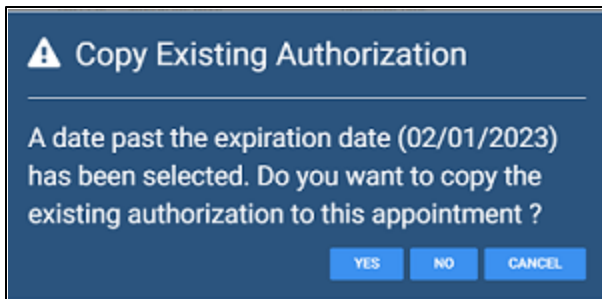 Copy Existing Authorization
A date past the expiration date (02/01/2023)
has been selected. Do you want to copy the
existing authorization to this appointment ?
YES NO CANCEL